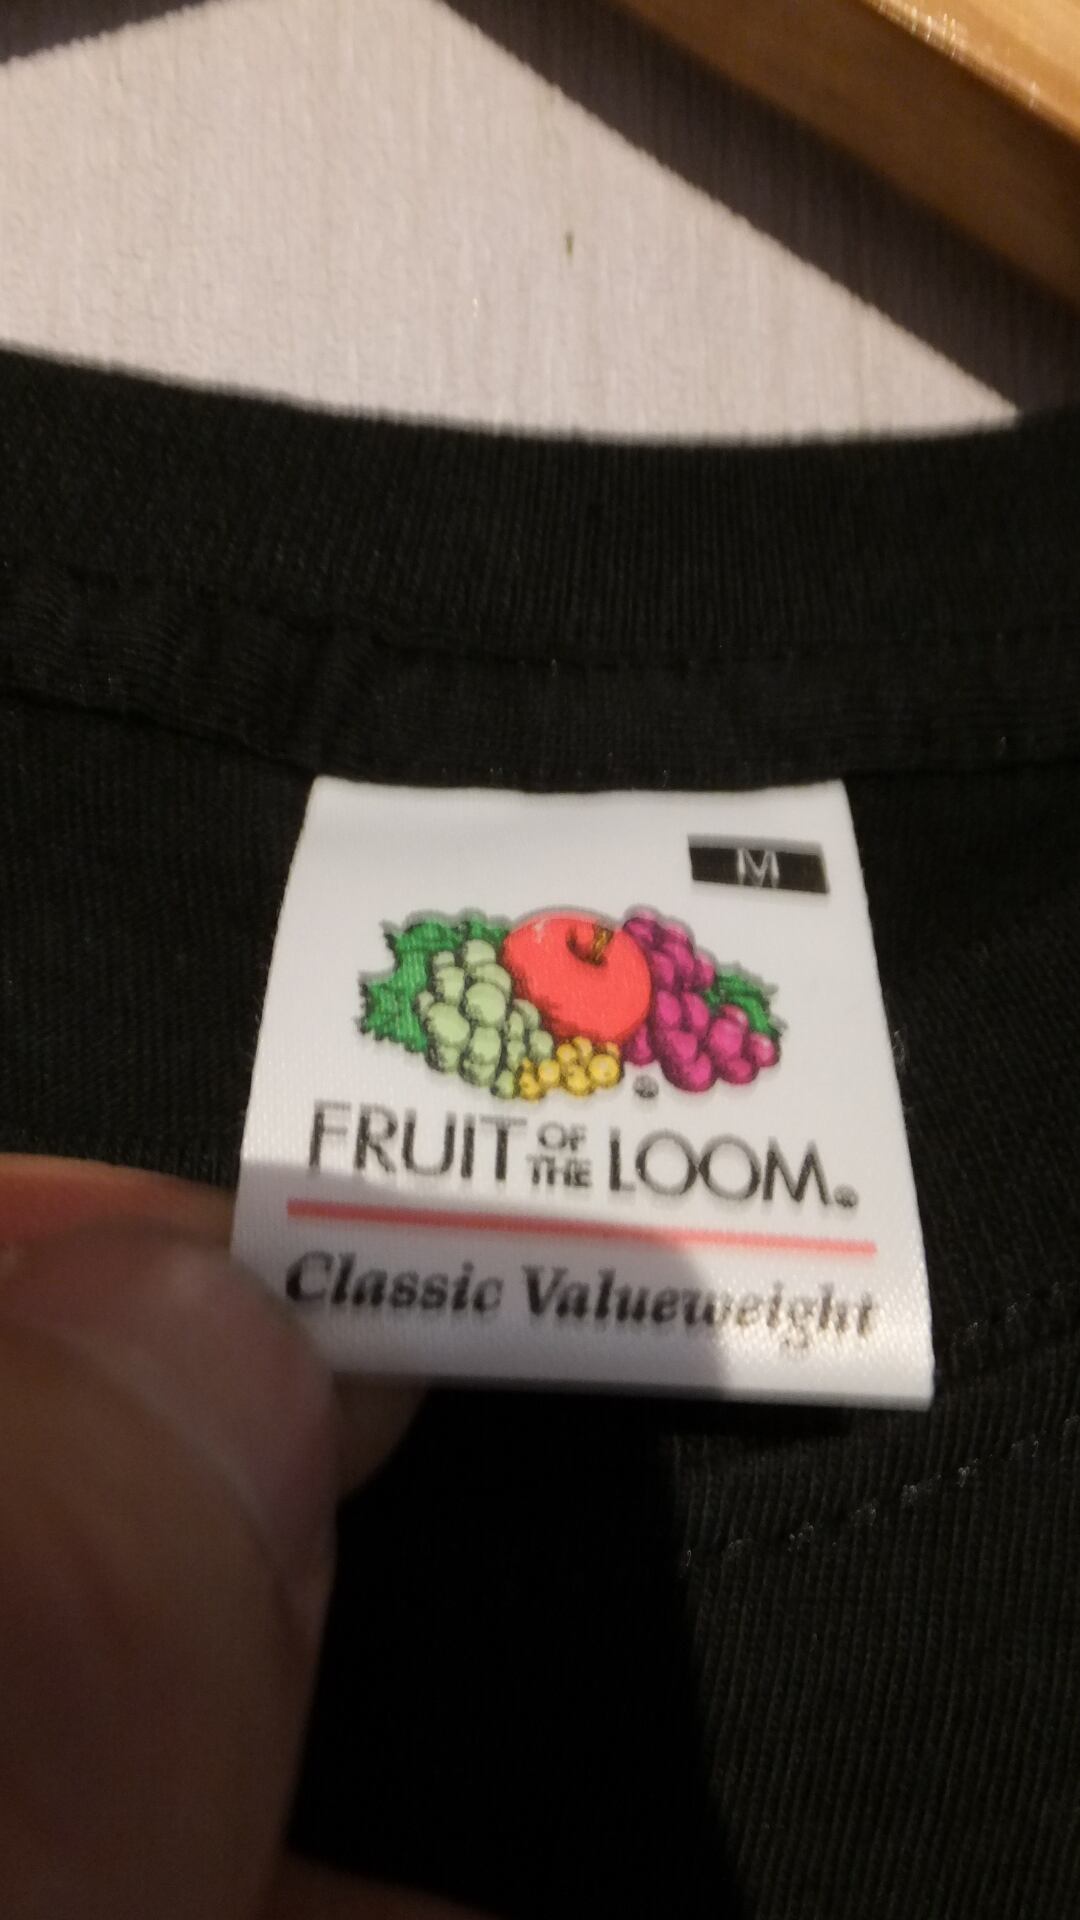 M
®
FRUIT OF THE LOOM®
Classic Valueweight